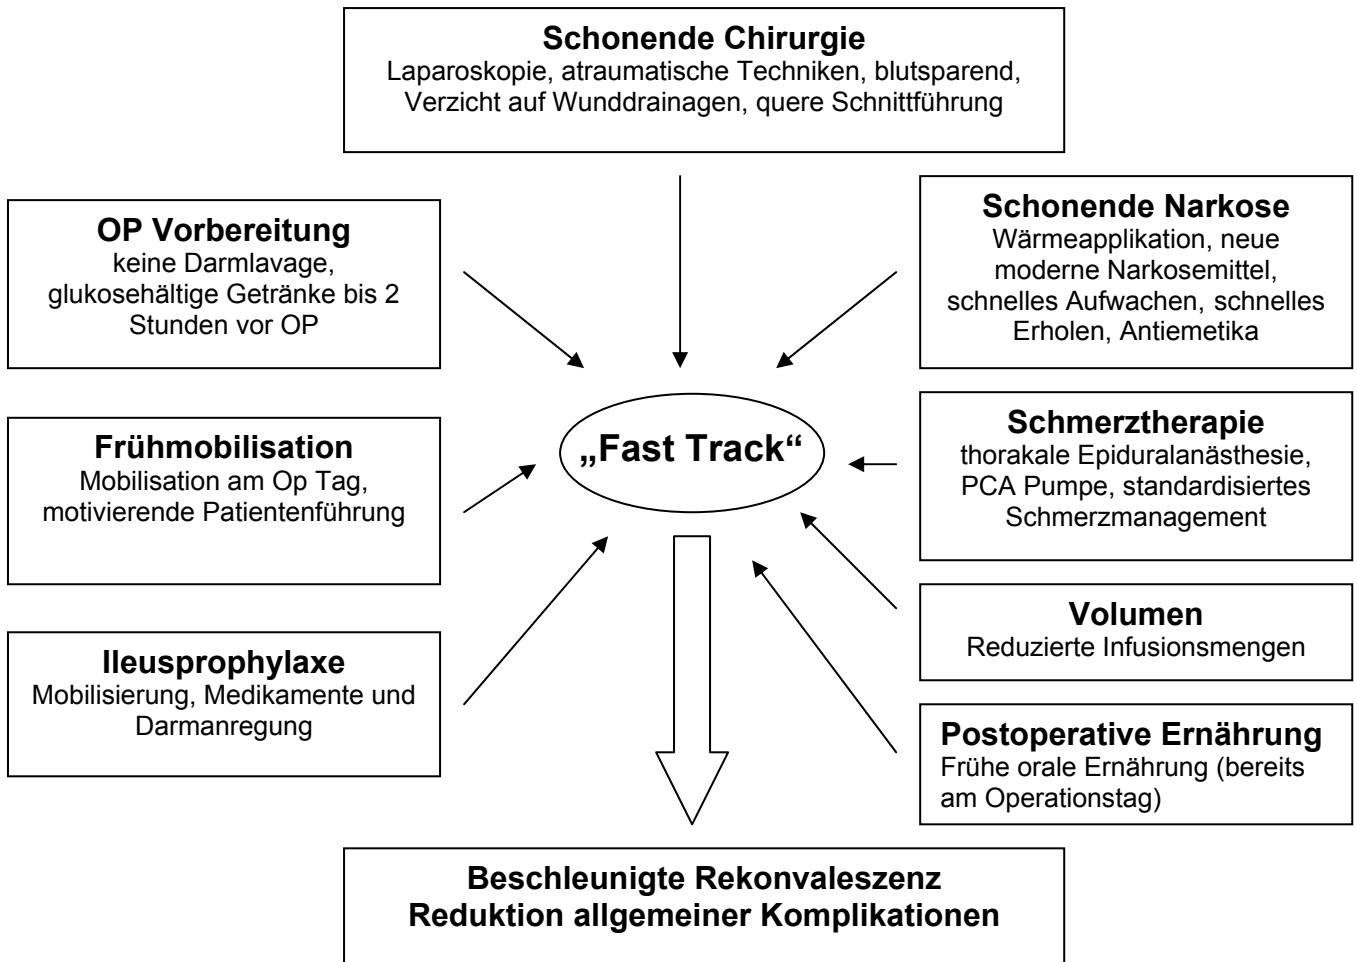 Schonende Chirurgie
Laparoskopie, atraumatische Techniken, blutsparend,
Verzicht auf Wunddrainagen, quere Schnittführung
OP Vorbereitung
keine Darmlavage,
glukosehältige Getränke bis 2
Stunden vor OP
Schonende Narkose
Wärmeapplikation, neue
moderne Narkosemittel,
schnelles Aufwachen, schnelles
Erholen, Antiemetika
Frühmobilisation
Mobilisation am Op Tag,
motivierende Patientenführung
„Fast Track“
Schmerztherapie
thorakale Epiduralanästhesie,
PCA Pumpe, standardisiertes
Schmerzmanagement
Ileusprophylaxe
Mobilisierung, Medikamente und
Darmanregung
Volumen
Reduzierte Infusionsmengen
Postoperative Ernährung
Frühe orale Ernährung (bereits
am Operationstag)
Beschleunigte Rekonvaleszenz
Reduktion allgemeiner Komplikationen